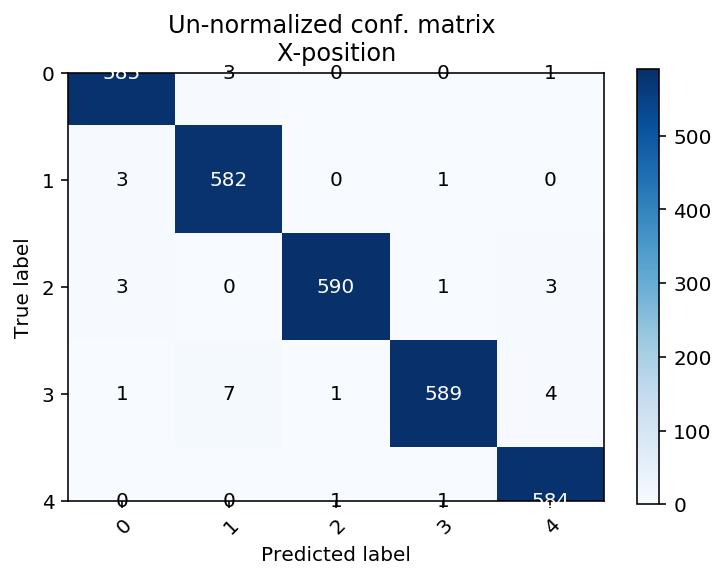 Un-normalized conf. matrix
X-position
0 585 3 0 0 1
1 3 582 0 1 0
2 3 0 590 1 3
3 1 7 1 589 4
4 0 0 1 1 584
0 1 2 3 4
Predicted label
True label
500
400
300
200
100
0